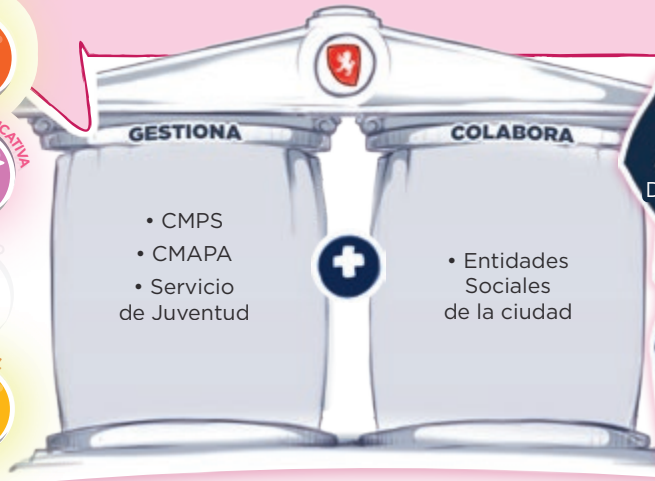 GESTIONA
• CMPS
• CMAPA
• Servicio
de Juventud
COLABORA
• Entidades
Sociales
de la ciudad